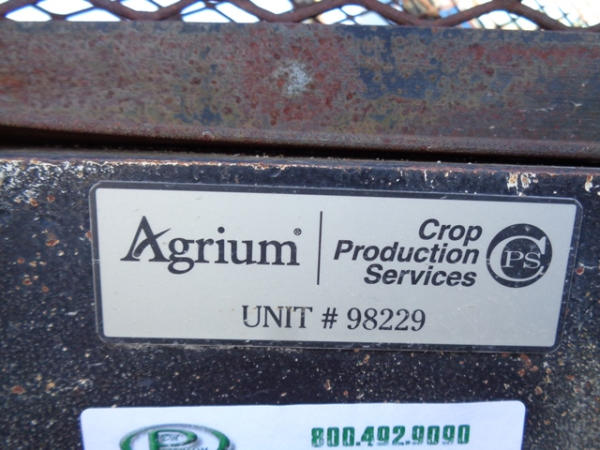 Agrium®
Crop
Production
Services
CPS
UNIT # 98229
800.492.9090